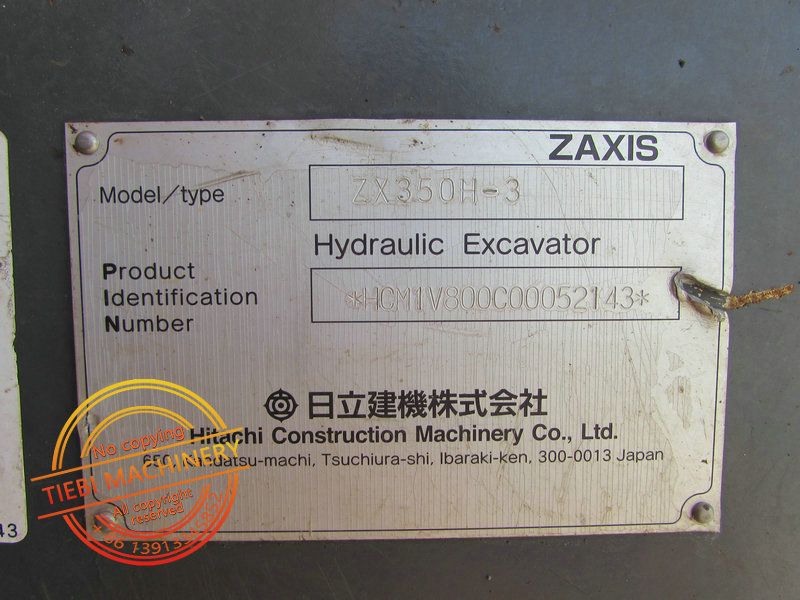 ZAXIS
Model/type
ZX350H-3
Hydraulic Excavator
Product
Identification
Number
*HCM1V800C00052143*
日立建機株式会社
Hitachi Construction Machinery Co., Ltd.
650, Kandatsu-machi, Tsuchiura-shi, Ibaraki-ken, 300-0013 Japan
No copying
TIEBI MACHINERY
All copyright
reserved
43